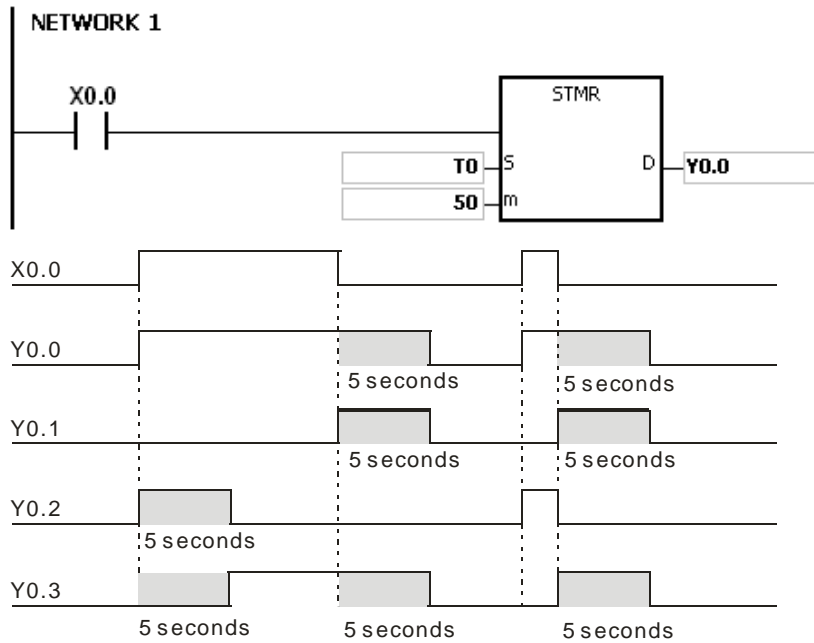 NETWORK 1
X0.0
STMR
T0 S D Y0.0
50 m
X0.0
Y0.0
5 seconds 5 seconds
Y0.1
5 seconds 5 seconds
Y0.2
5 seconds
Y0.3
5 seconds 5 seconds 5 seconds